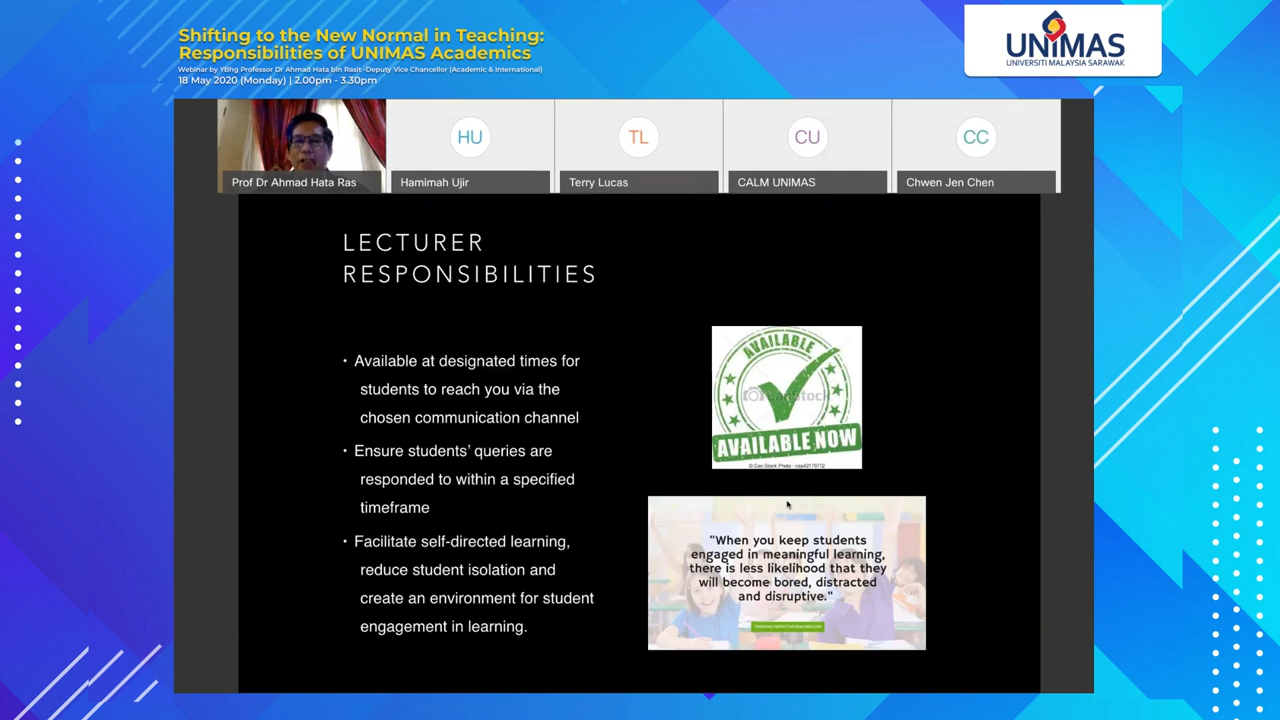 Shifting to the New Normal in Teaching:
Responsibilities of UNIMAS Academics
Webinar by YBhg Professor Dr Ahmad Hata bin Rasit -Deputy Vice Chancellor (Academic & International)
18 May 2020 (Monday) | 2.00pm - 3.30pm
UNIMAS
UNIVERSITI MALAYSIA SARAWAK
HU
TL
CU
CC
Prof Dr Ahmad Hata Ras
Hamimah Ujir
Terry Lucas
CALM UNIMAS
Chwen Jen Chen
LECTURER
RESPONSIBILITIES
• Available at designated times for
students to reach you via the
chosen communication channel
• Ensure students' queries are
responded to within a specified
timeframe
• Facilitate self-directed learning,
reduce student isolation and
create an environment for student
engagement in learning.
AVAILABLE
CanStock
AVAILABLE NOW
© Can Stock Photo - csp42170712
"When you keep students
engaged in meaningful learning,
there is less likelihood that they
will become bored, distracted
and disruptive."